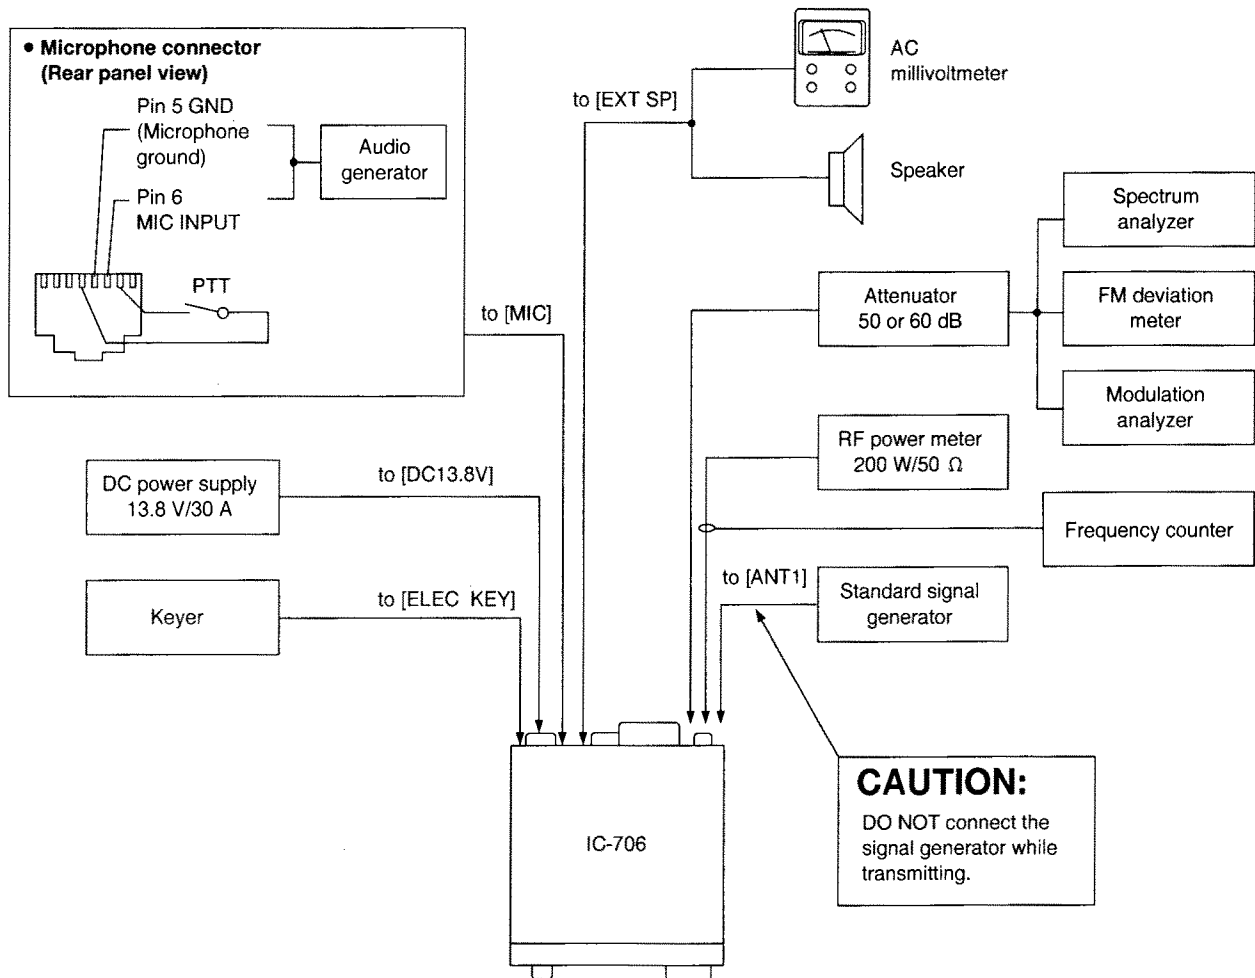 • Microphone connector
(Rear panel view)
Pin 5 GND
(Microphone
ground)
Pin 6
MIC INPUT
Audio
generator
PTT
to [MIC]
to [EXT SP]
AC
millivoltmeter
Speaker
Attenuator
50 or 60 dB
Spectrum
analyzer
FM deviation
meter
Modulation
analyzer
RF power meter
200 W/50 Ω
Frequency counter
to [ANT1]
Standard signal
generator
DC power supply
13.8 V/30 A
to [DC13.8V]
Keyer
to [ELEC KEY]
IC-706
CAUTION:
DO NOT connect the
signal generator while
transmitting.